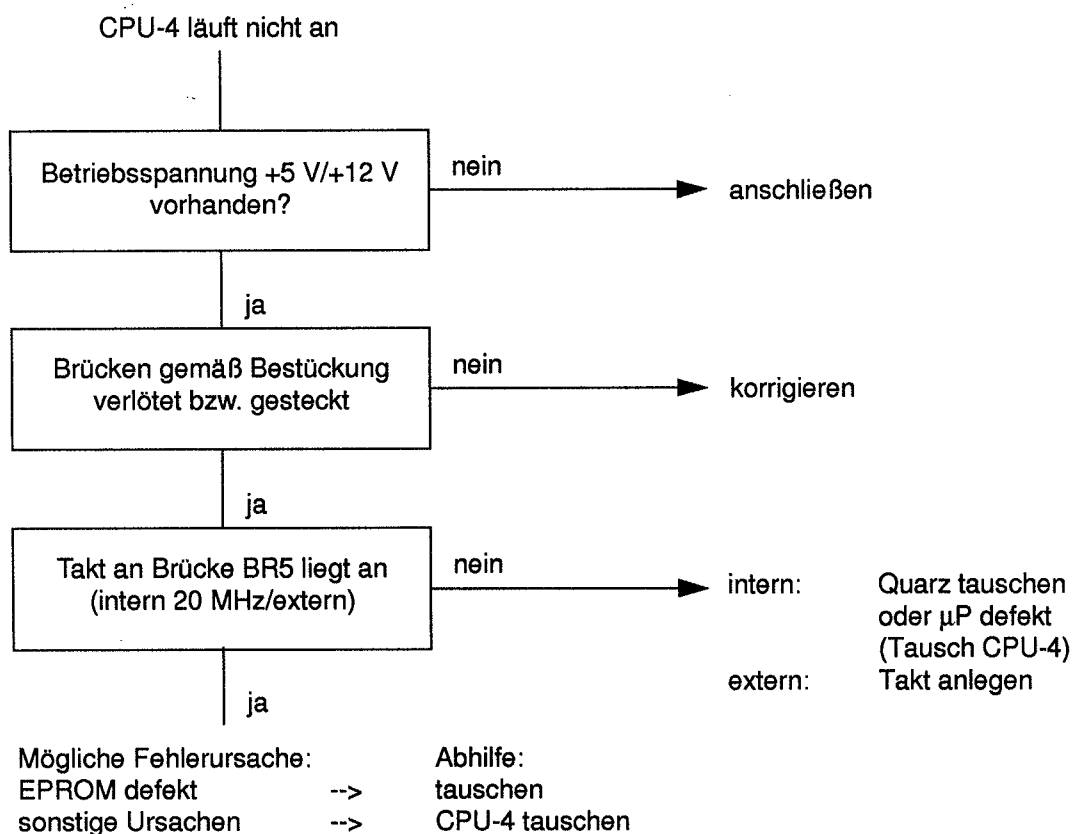 CPU-4 läuft nicht an
Betriebsspannung +5 V/+12 V
vorhanden?
nein
anschließen
ja
Brücken gemäß Bestückung
verlötet bzw. gesteckt
nein
korrigieren
ja
Takt an Brücke BR5 liegt an
(intern 20 MHz/extern)
nein
intern: Quarz tauschen
oder µP defekt
(Tausch CPU-4)
extern: Takt anlegen
ja
Mögliche Fehlerursache: Abhilfe:
EPROM defekt --> tauschen
sonstige Ursachen --> CPU-4 tauschen